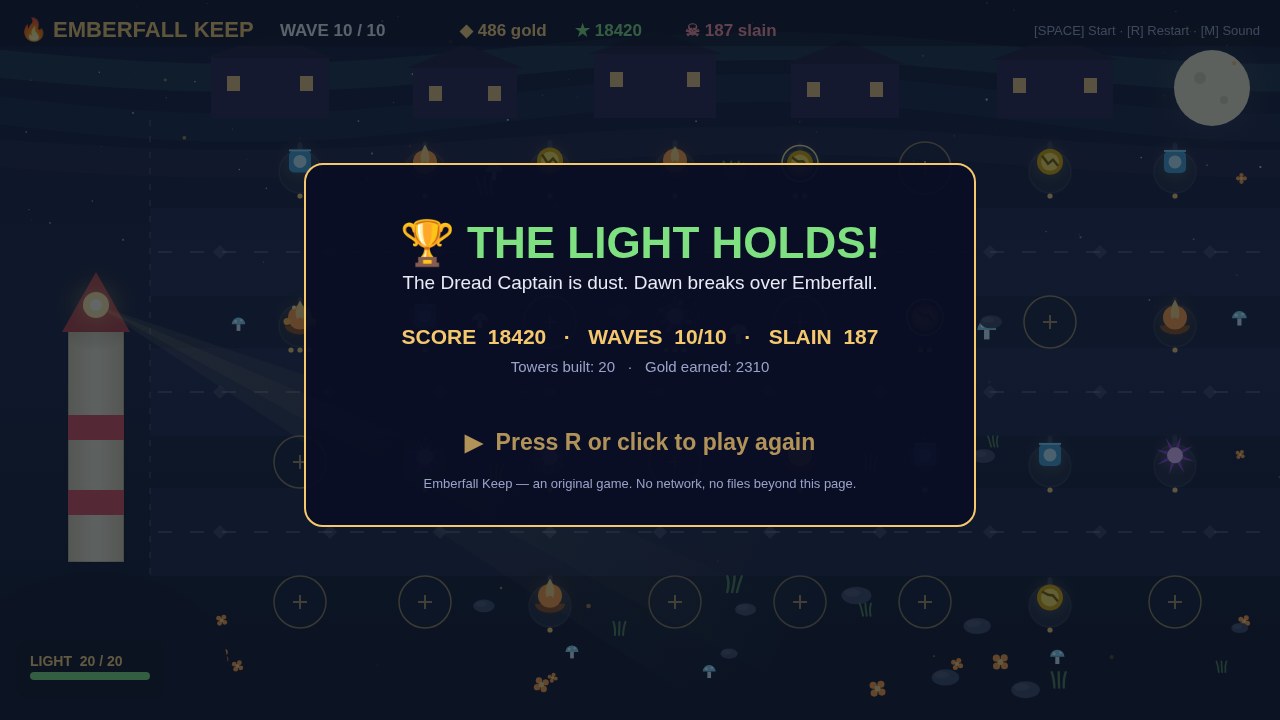 🔥 EMBERFALL KEEP WAVE 10 / 10 ◆ 486 gold ★ 18420 ☠ 187 slain [SPACE] Start · [R] Restart · [M] Sound
🏆 THE LIGHT HOLDS!
The Dread Captain is dust. Dawn breaks over Emberfall.
SCORE 18420 · WAVES 10/10 · SLAIN 187
Towers built: 20 · Gold earned: 2310
▶ Press R or click to play again
Emberfall Keep — an original game. No network, no files beyond this page.
LIGHT 20 / 20